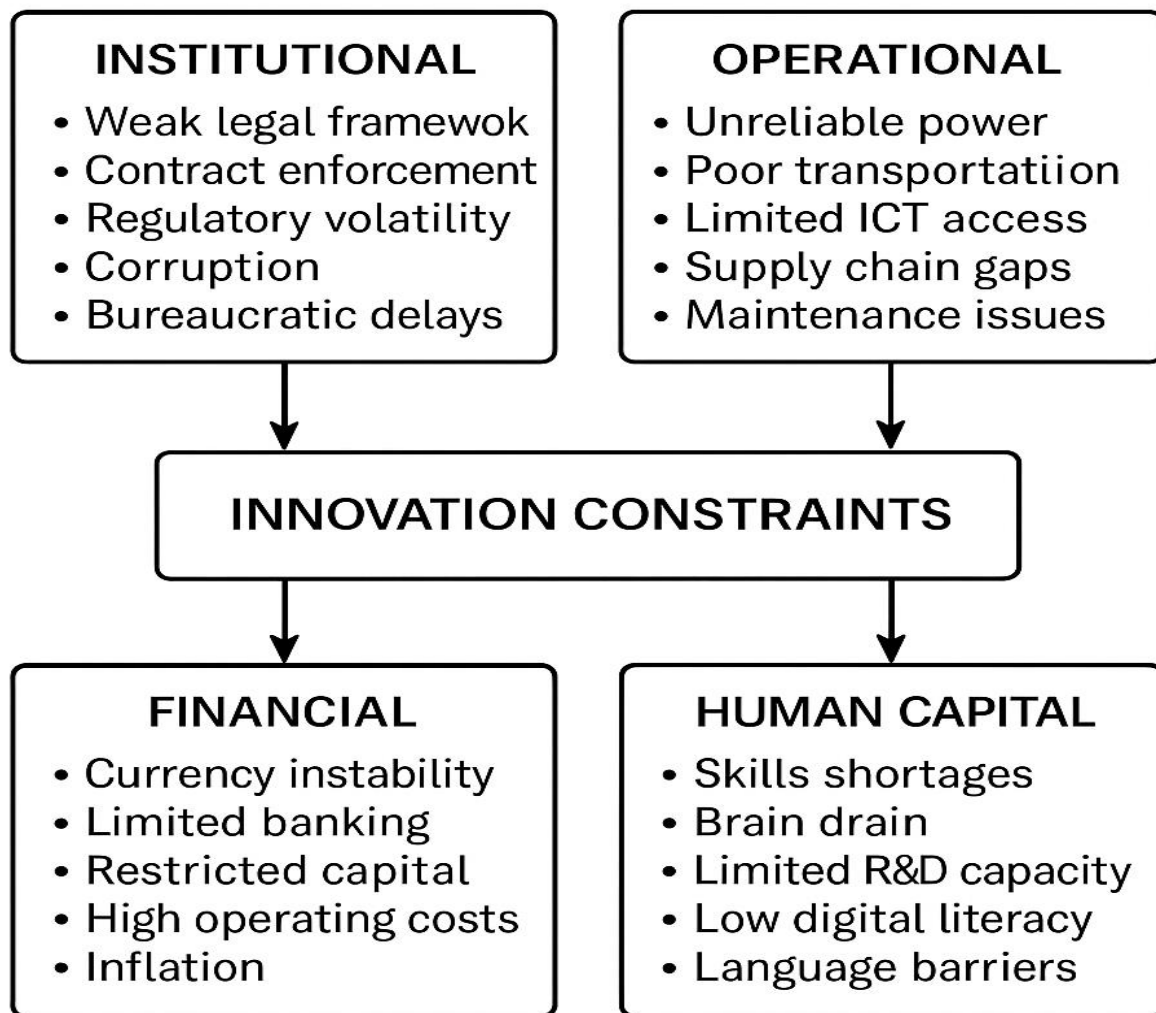 INSTITUTIONAL
• Weak legal framewok
• Contract enforcement
• Regulatory volatility
• Corruption
• Bureaucratic delays
OPERATIONAL
• Unreliable power
• Poor transportatiion
• Limited ICT access
• Supply chain gaps
• Maintenance issues
INNOVATION CONSTRAINTS
FINANCIAL
• Currency instability
• Limited banking
• Restricted capital
• High operating costs
• Inflation
HUMAN CAPITAL
• Skills shortages
• Brain drain
• Limited R&D capacity
• Low digital literacy
• Language barriers